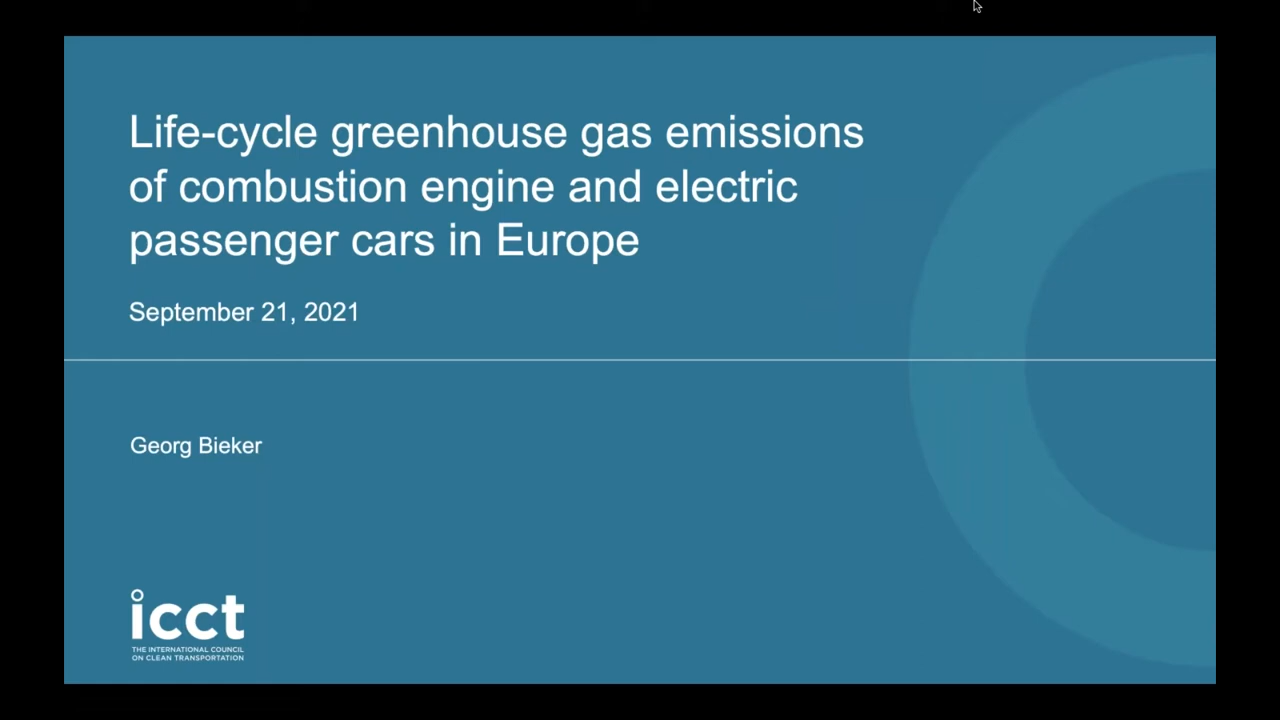 Life-cycle greenhouse gas emissions
of combustion engine and electric
passenger cars in Europe
September 21, 2021
Georg Bieker
icct
THE INTERNATIONAL COUNCIL
ON CLEAN TRANSPORTATION